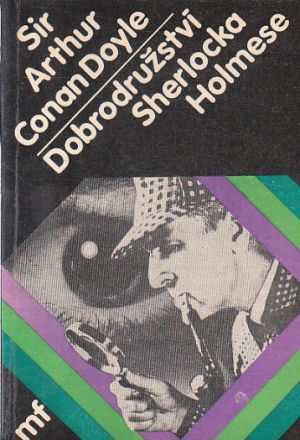 Sir
Arthur
Conan Doyle
Dobrodružství
Sherlocka
Holmese
mf